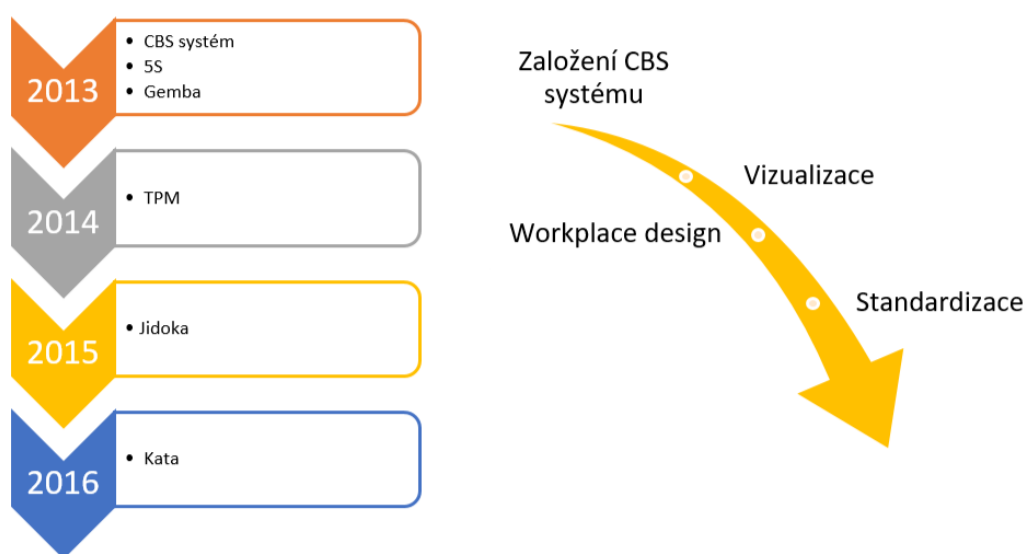 2013
• CBS systém
• 5S
• Gemba
2014
• TPM
2015
• Jidoka
2016
• Kata
Založení CBS
systému
Vizualizace
Workplace design
Standardizace